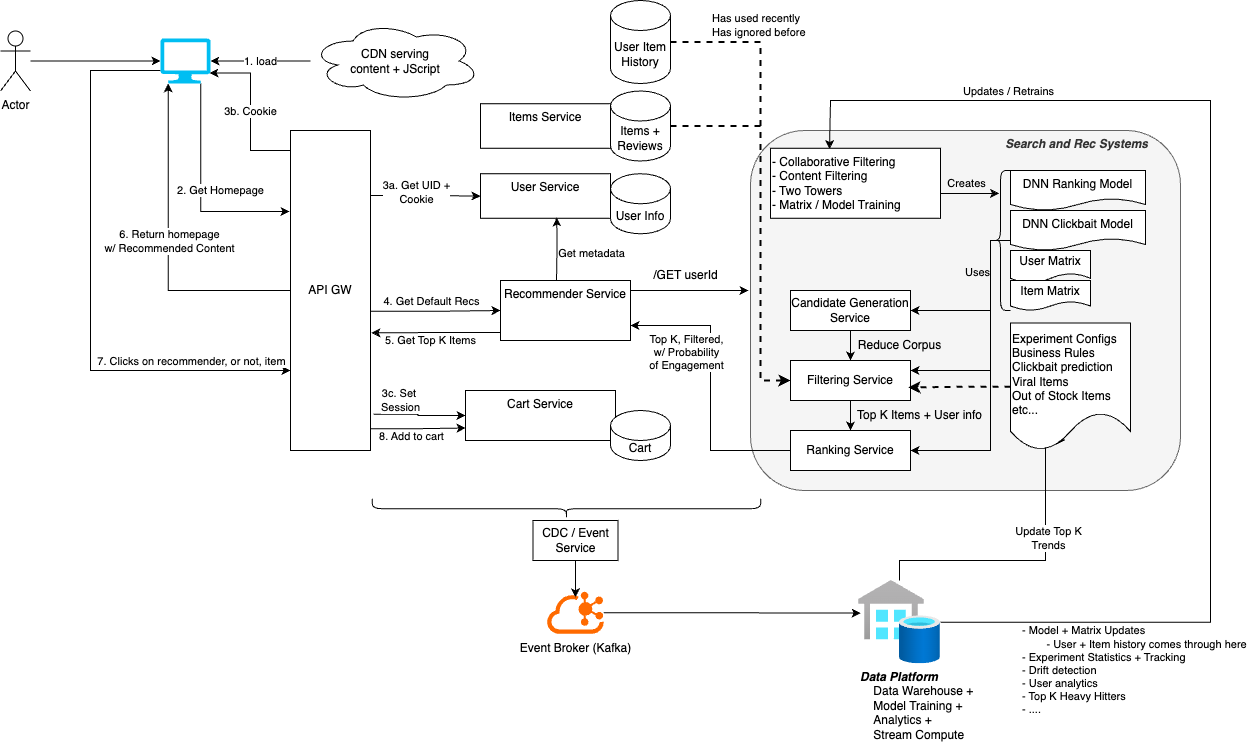 Has used recently
Has ignored before
User Item
History
1. load
CDN serving
content + JScript
Actor
3b. Cookie
Updates / Retrains
Items Service
Items +
Reviews
Search and Rec Systems
- Collaborative Filtering
- Content Filtering
- Two Towers
- Matrix / Model Training
Creates
DNN Ranking Model
DNN Clickbait Model
User Matrix
Item Matrix
2. Get Homepage
3a. Get UID +
Cookie
User Service
User Info
6. Return homepage
w/ Recommended Content
Get metadata
/GET userId
Uses
API GW
4. Get Default Recs
5. Get Top K Items
Recommender Service
Candidate Generation
Service
Top K, Filtered,
w/ Probability
of Engagement
Reduce Corpus
Experiment Configs
Business Rules
Clickbait prediction
Viral Items
Out of Stock Items
etc...
7. Clicks on recommender, or not, item
Filtering Service
3c. Set
Session
8. Add to cart
Cart Service
Cart
Top K Items + User info
Ranking Service
CDC / Event
Service
Update Top K
Trends
Event Broker (Kafka)
Data Platform
Data Warehouse +
Model Training +
Analytics +
Stream Compute
- Model + Matrix Updates
- User + Item history comes through here
- Experiment Statistics + Tracking
- Drift detection
- User analytics
- Top K Heavy Hitters
- ....